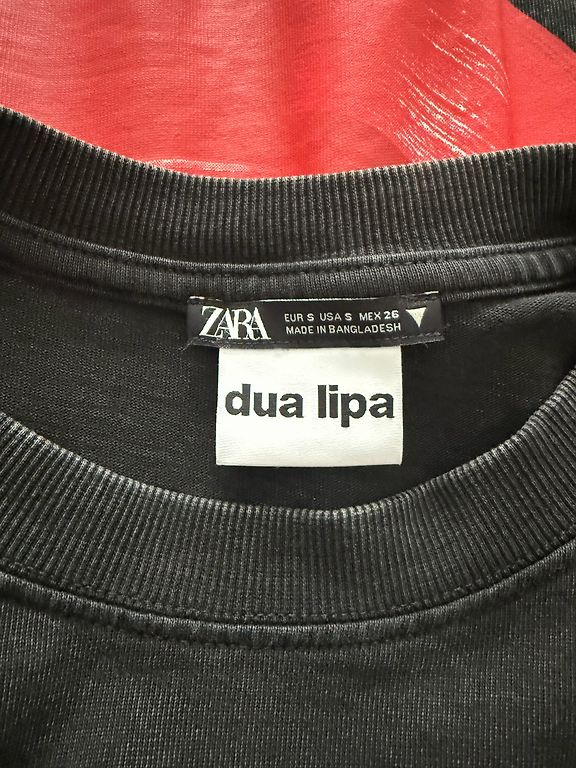 ZARA
EUR S USA S MEX 26
MADE IN BANGLADESH
dua lipa